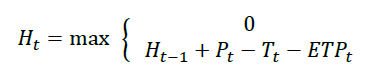 H_t = max { 0
H_{t-1} + P_t − T_t − ETP_t